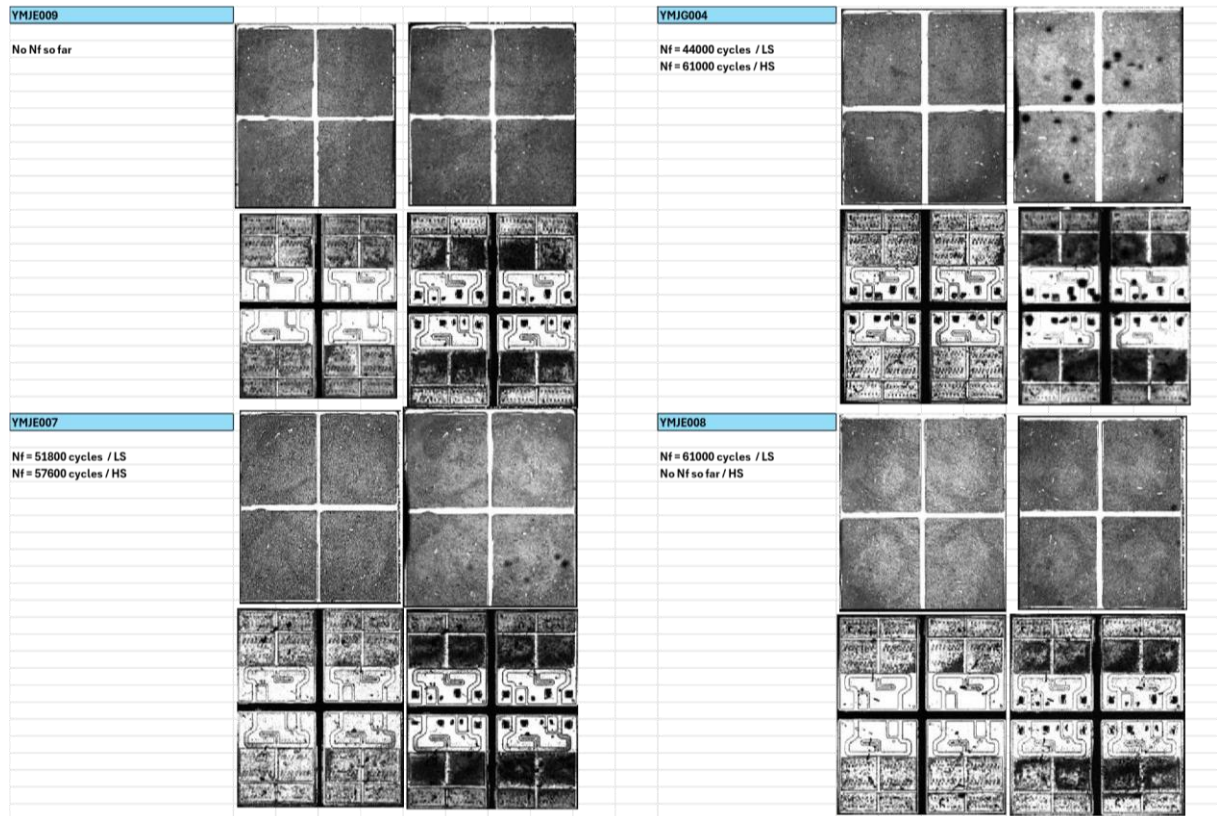 YMJE009
No Nf so far
YMJG004
Nf = 44000 cycles / LS
Nf = 61000 cycles / HS
YMJE007
Nf = 51800 cycles / LS
Nf = 57600 cycles / HS
YMJE008
Nf = 61000 cycles / LS
No Nf so far / HS